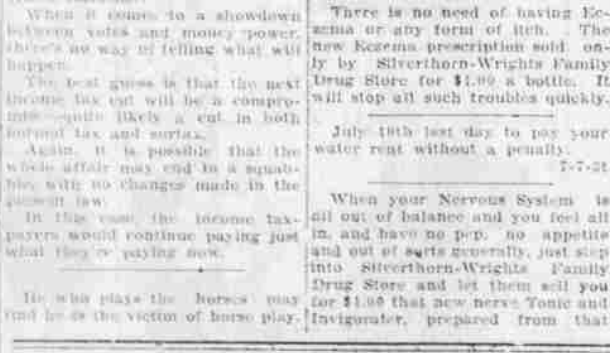 When it comes to a showdown
between votes and money power,
there's no way of telling what will
happen.
The best guess is that the next
income tax cut will be a compro-
mise—quite likely a cut in both
normal tax and surtax.
Again, it is possible that the
whole affair may end in a squab-
ble, with no changes made in the
present law.
In this case the income tax-
payers would continue paying just
what they're paying now.
He who plays the horses may
find he is the victim of horse play.
There is no need of having Ec-
zema or any form of itch. The
new Eczema prescription sold on-
ly by Silverthorn-Wrights Family
Drug Store for $1.00 a bottle. It
will stop all such troubles quickly.
July 10th last day to pay your
water rent without a penalty.
7-7-3t
When your Nervous System is
all out of balance and you feel all
in, and have no pep, no appetite
and out of sorts generally, just step
into Silverthorn-Wrights Family
Drug Store and let them sell you
for $1.00 that new nerve Tonic and
Invigorater, prepared from that